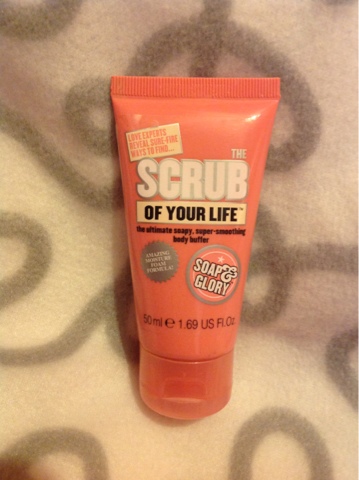 LOVE EXPERTS
REVEAL SURE-FIRE
WAYS TO FIND...
THE
SCRUB
OF YOUR LIFE™
the ultimate soapy, super-smoothing
body buffer
AMAZING
MOISTURE
FOAM
FORMULA!
SOAP&
GLORY
50ml e 1.69 US Fl.Oz